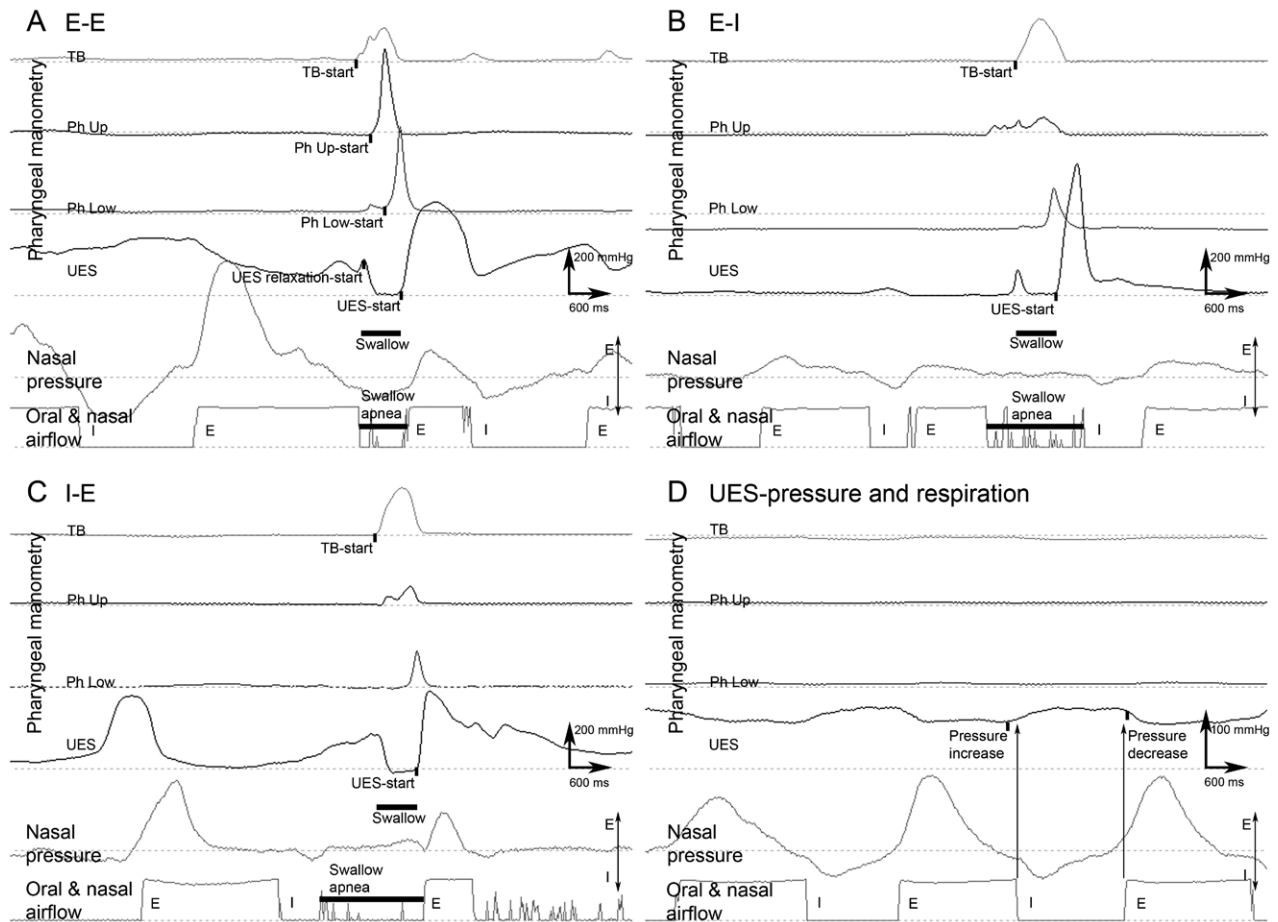 A E-E
Pharyngeal manometry
TB
TB-start
Ph Up
Ph Up-start
Ph Low
Ph Low-start
UES
UES relaxation-start
UES-start
200 mmHg
600 ms
Swallow
Nasal
pressure
E
I
Swallow
apnea
Oral & nasal
airflow
I
E
E
I
E
B E-I
Pharyngeal manometry
TB
TB-start
Ph Up
Ph Low
UES
UES-start
200 mmHg
600 ms
Swallow
Nasal
pressure
E
I
Swallow
apnea
Oral & nasal
airflow
E
I
E
I
E
C I-E
Pharyngeal manometry
TB
TB-start
Ph Up
Ph Low
UES
UES-start
200 mmHg
600 ms
Swallow
Nasal
pressure
E
I
Swallow
apnea
Oral & nasal
airflow
E
I
E
D UES-pressure and respiration
Pharyngeal manometry
TB
Ph Up
Ph Low
UES
Pressure
increase
Pressure
decrease
100 mmHg
600 ms
Nasal
pressure
E
I
Oral & nasal
airflow
I
E
I
E